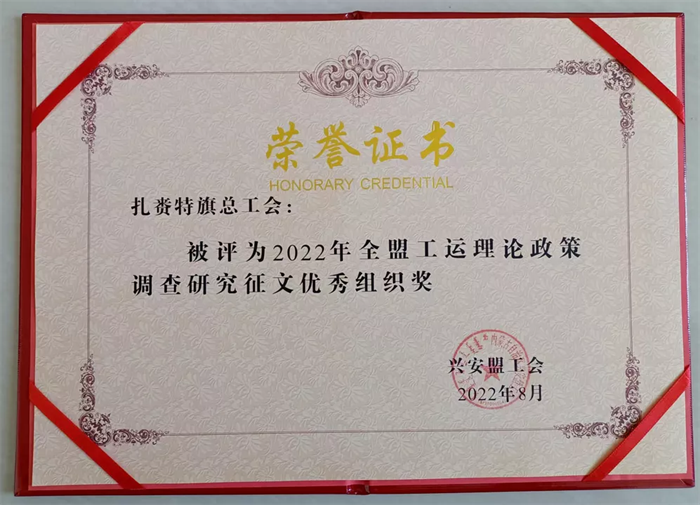 荣誉证书
HONORARY CREDENTIAL
扎赉特旗总工会：
被评为2022年全盟工运理论政策
调查研究征文优秀组织奖
兴安盟工会
2022年8月